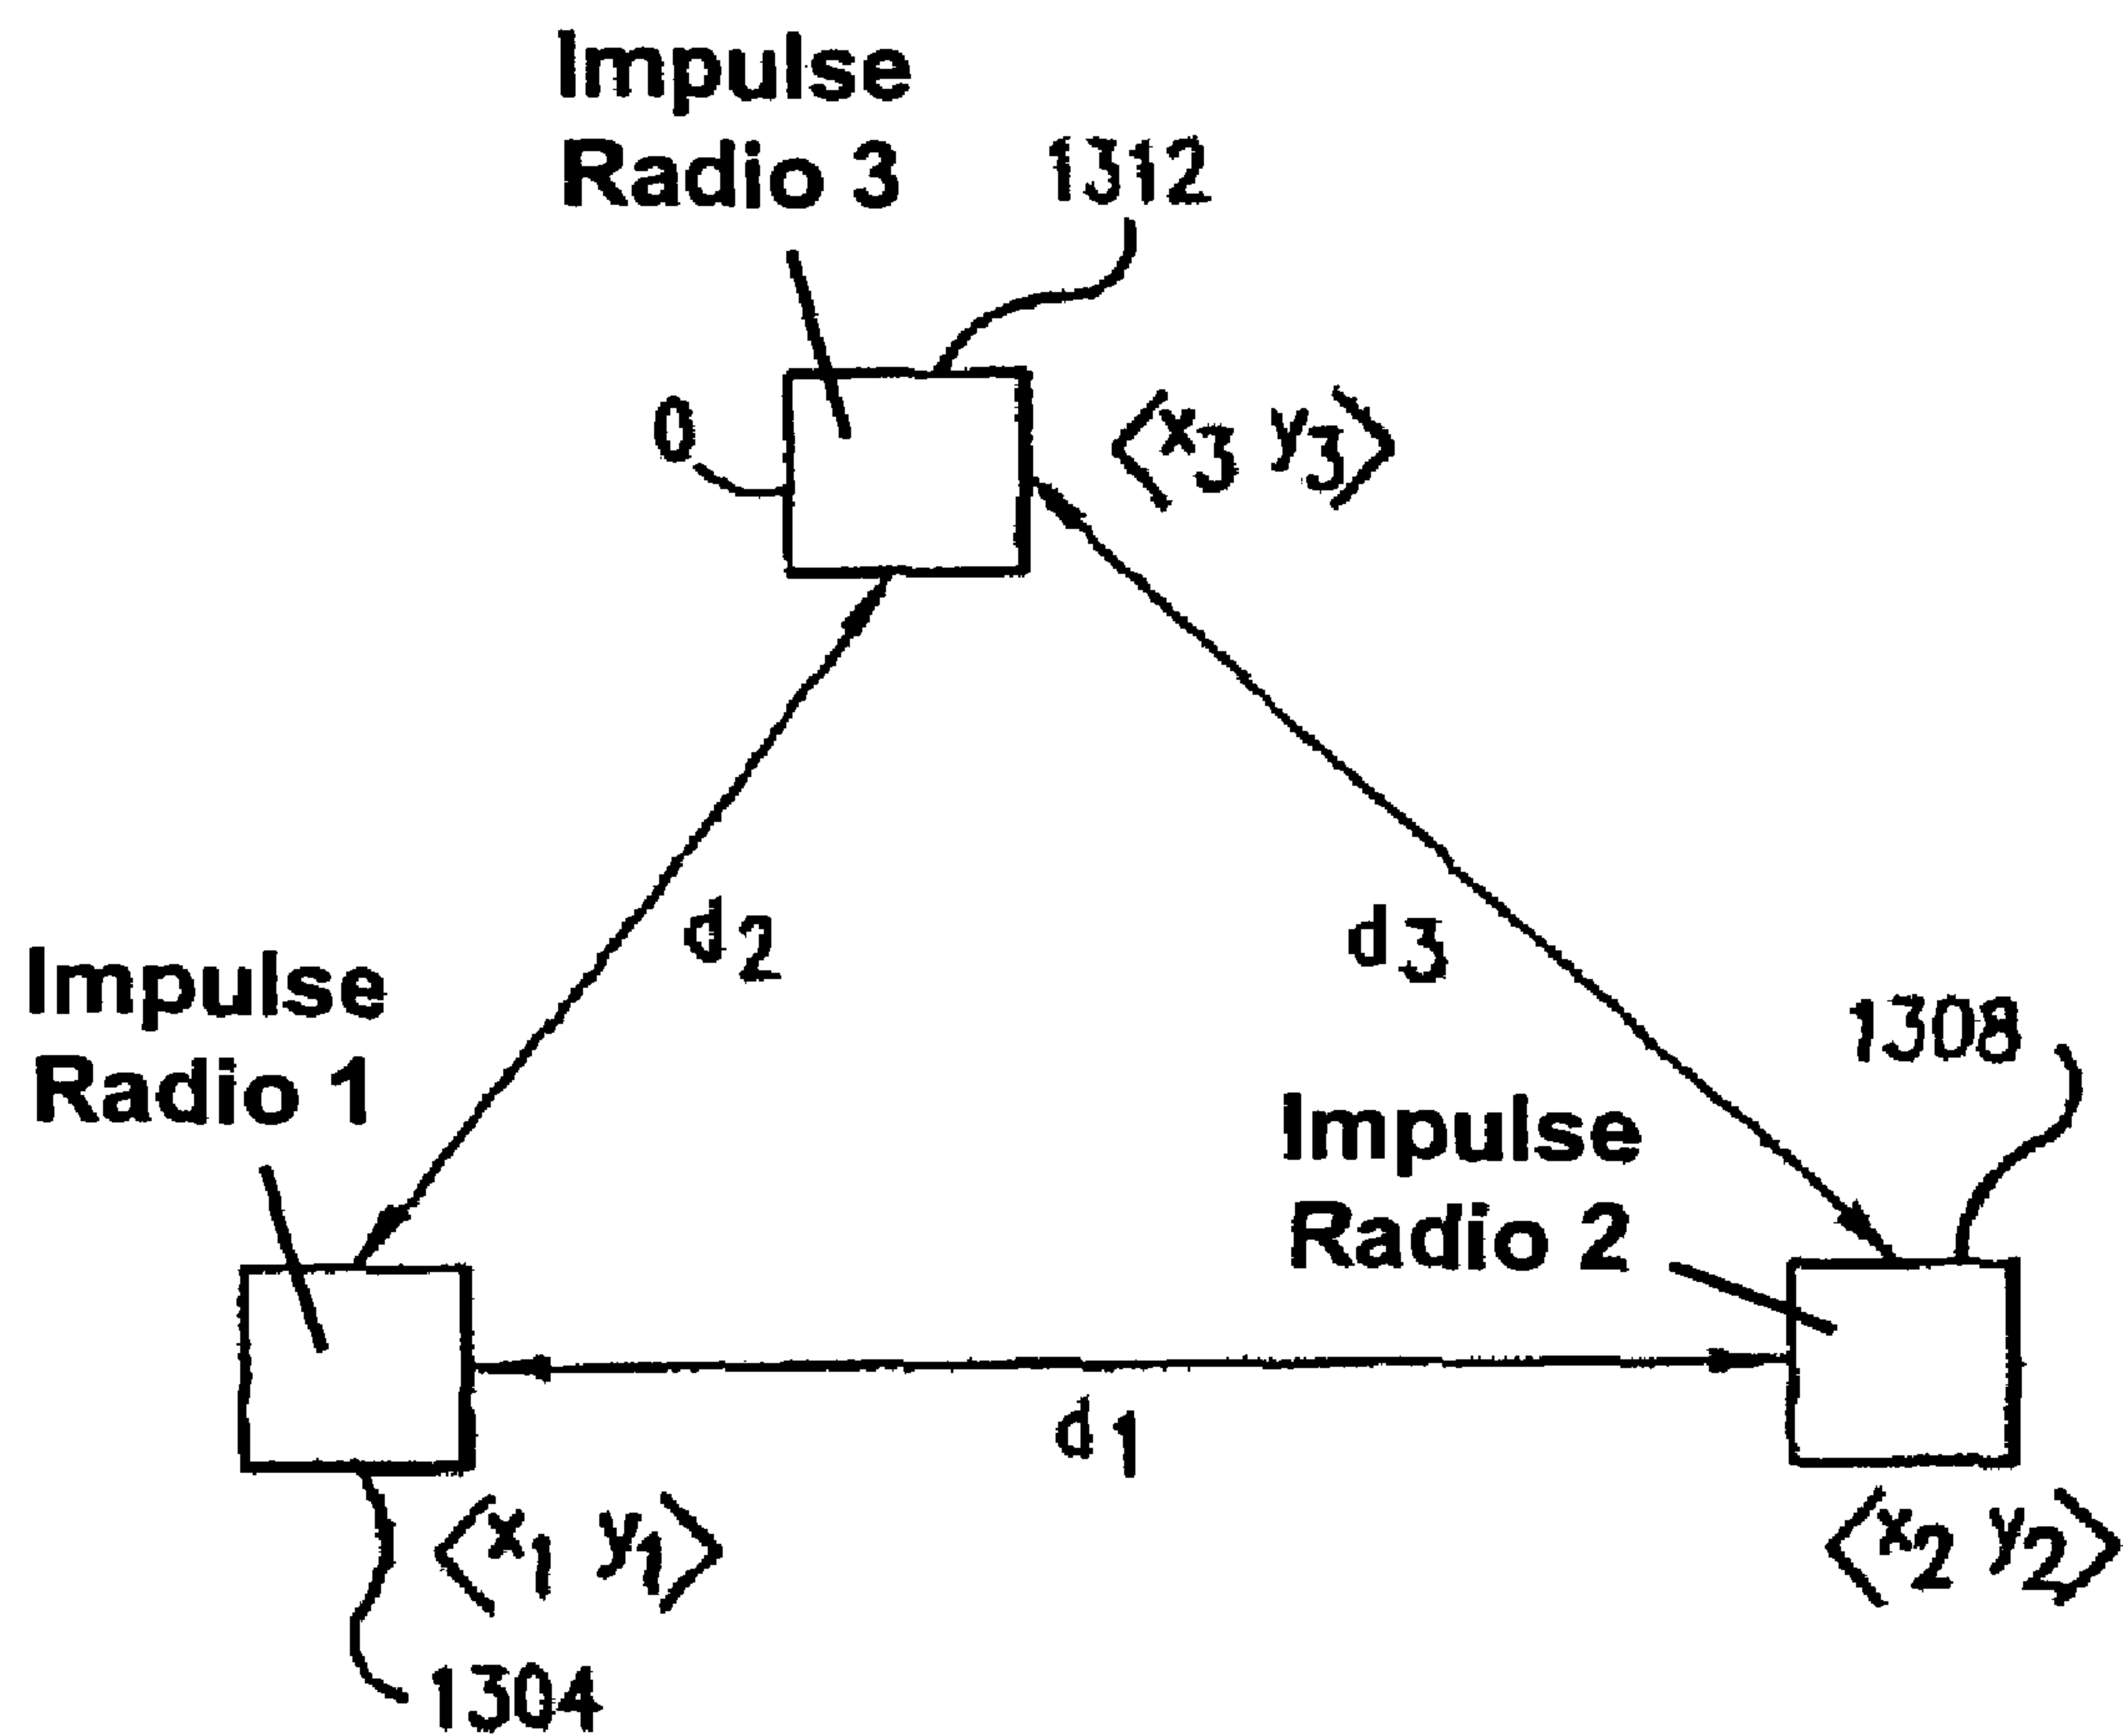 Impulse
Radio 3
1312
0
⟨x₃ y₃⟩
d₂
d₃
Impulse
Radio 1
1308
Impulse
Radio 2
d₁
⟨x₁ y₁⟩
⟨x₂ y₂⟩
1304